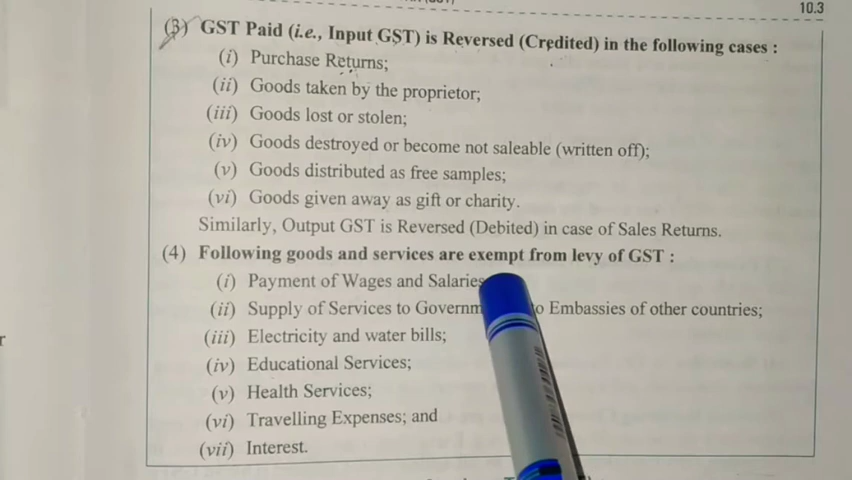 10.3
(3) GST Paid (i.e., Input GST) is Reversed (Credited) in the following cases :
(i) Purchase Returns;
(ii) Goods taken by the proprietor;
(iii) Goods lost or stolen;
(iv) Goods destroyed or become not saleable (written off);
(v) Goods distributed as free samples;
(vi) Goods given away as gift or charity.
Similarly, Output GST is Reversed (Debited) in case of Sales Returns.
(4) Following goods and services are exempt from levy of GST :
(i) Payment of Wages and Salaries
(ii) Supply of Services to Embassies of other countries;
(iii) Electricity and water bills;
(iv) Educational Services;
(v) Health Services;
(vi) Travelling Expenses; and
(vii) Interest.